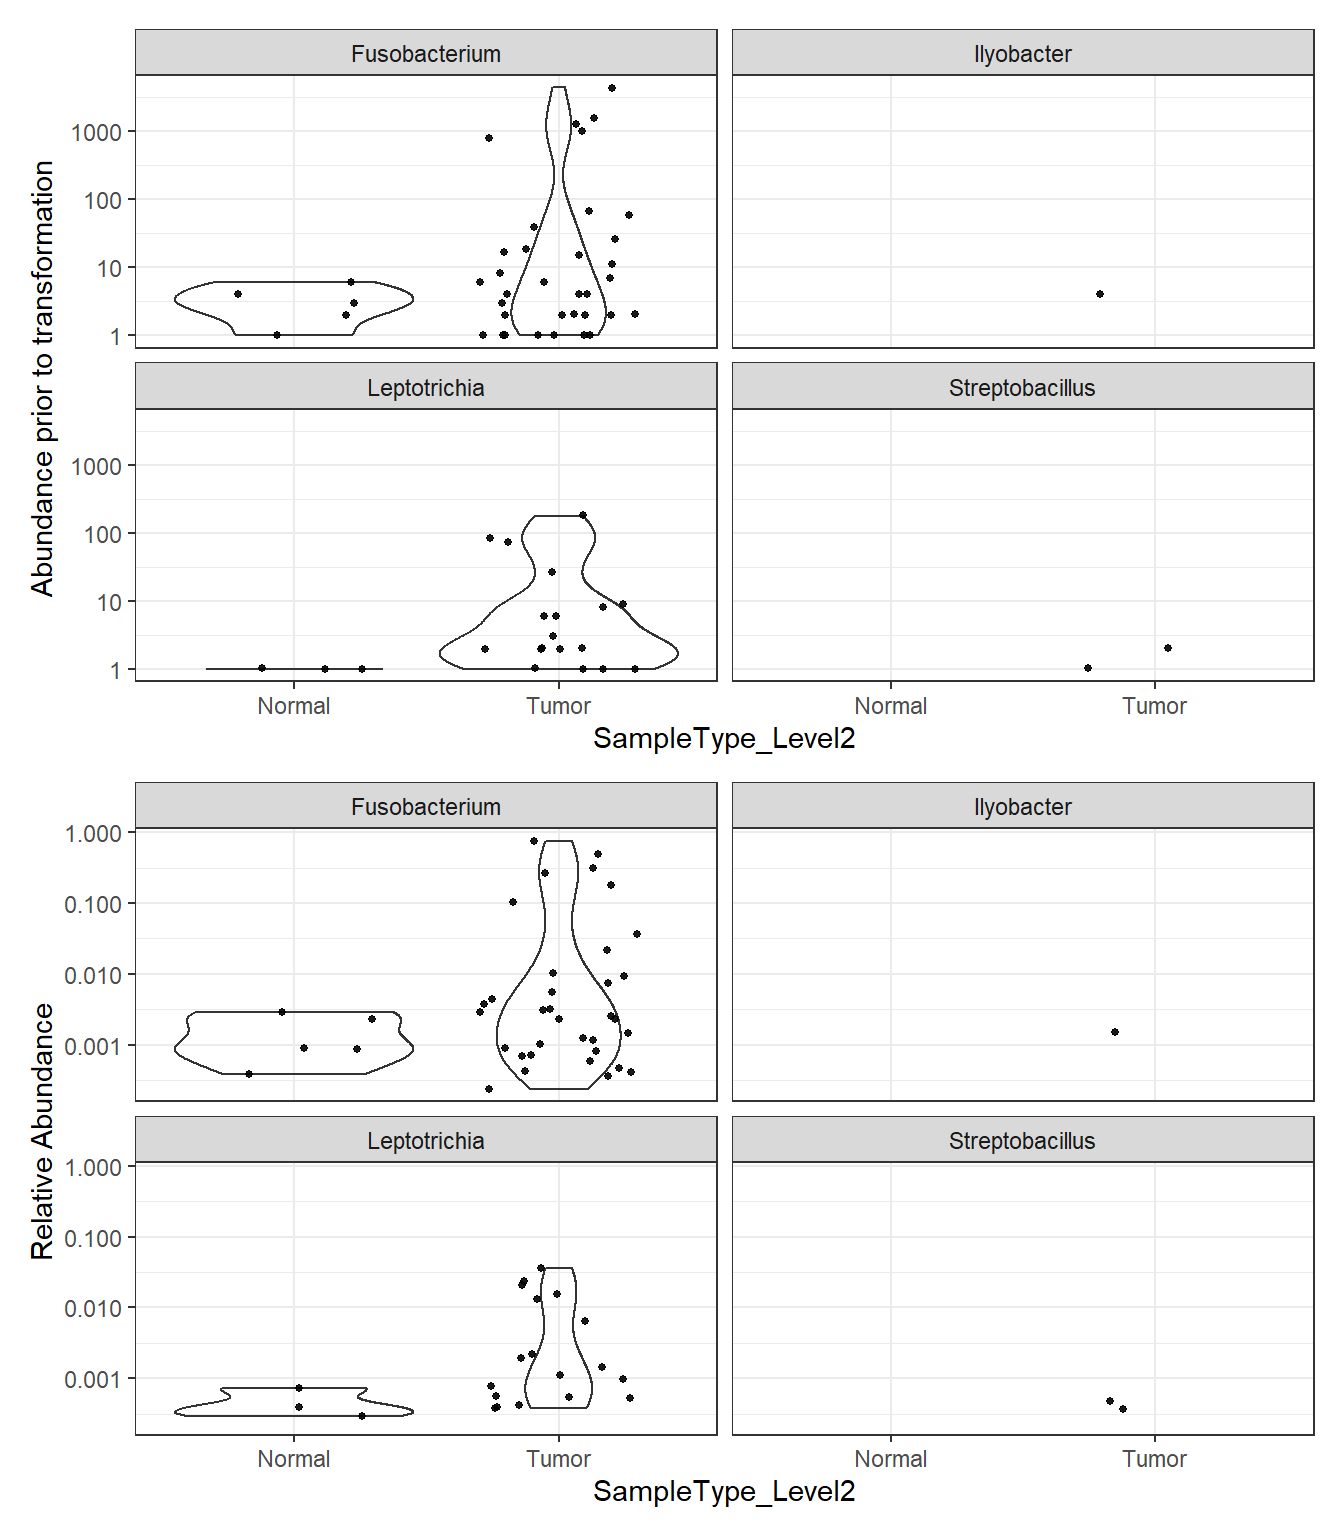 Fusobacterium
Ilyobacter
1000
100
10
1
Leptotrichia
Streptobacillus
1000
100
10
1
Abundance prior to transformation
Normal
Tumor
Normal
Tumor
SampleType_Level2
Fusobacterium
Ilyobacter
1.000
0.100
0.010
0.001
Leptotrichia
Streptobacillus
1.000
0.100
0.010
0.001
Relative Abundance
Normal
Tumor
Normal
Tumor
SampleType_Level2